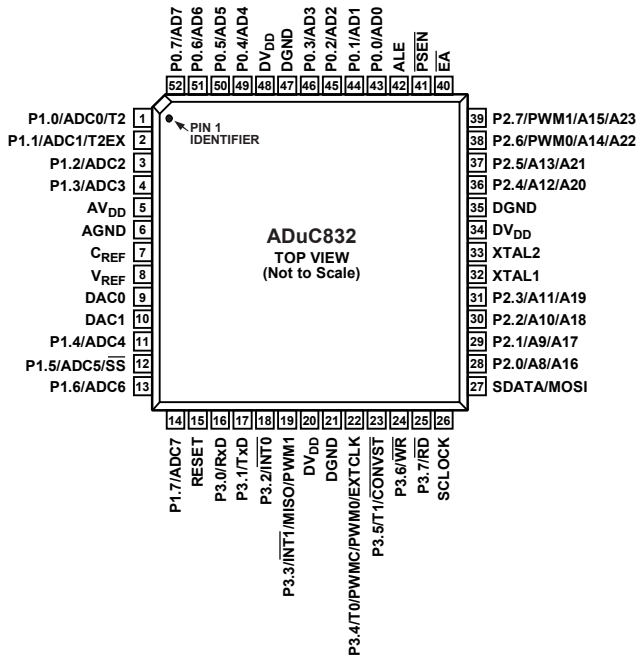 P0.7/AD7
P0.6/AD6
P0.5/AD5
P0.4/AD4
DVDD
DGND
P0.3/AD3
P0.2/AD2
P0.1/AD1
P0.0/AD0
ALE
P̅S̅E̅N̅
E̅A̅
52 51 50 49 48 47 46 45 44 43 42 41 40
P1.0/ADC0/T2 1
P1.1/ADC1/T2EX 2
P1.2/ADC2 3
P1.3/ADC3 4
AVDD 5
AGND 6
CREF 7
VREF 8
DAC0 9
DAC1 10
P1.4/ADC4 11
P1.5/ADC5/S̅S̅ 12
P1.6/ADC6 13
PIN 1
IDENTIFIER
ADuC832
TOP VIEW
(Not to Scale)
39 P2.7/PWM1/A15/A23
38 P2.6/PWM0/A14/A22
37 P2.5/A13/A21
36 P2.4/A12/A20
35 DGND
34 DVDD
33 XTAL2
32 XTAL1
31 P2.3/A11/A19
30 P2.2/A10/A18
29 P2.1/A9/A17
28 P2.0/A8/A16
27 SDATA/MOSI
14 15 16 17 18 19 20 21 22 23 24 25 26
P1.7/ADC7
RESET
P3.0/RxD
P3.1/TxD
P3.2/I̅N̅T̅0̅
P3.3/I̅N̅T̅1̅/MISO/PWM1
DVDD
DGND
P3.4/T0/PWMC/PWM0/EXTCLK
P3.5/T1/C̅O̅N̅V̅S̅T̅
P3.6/W̅R̅
P3.7/R̅D̅
SCLOCK